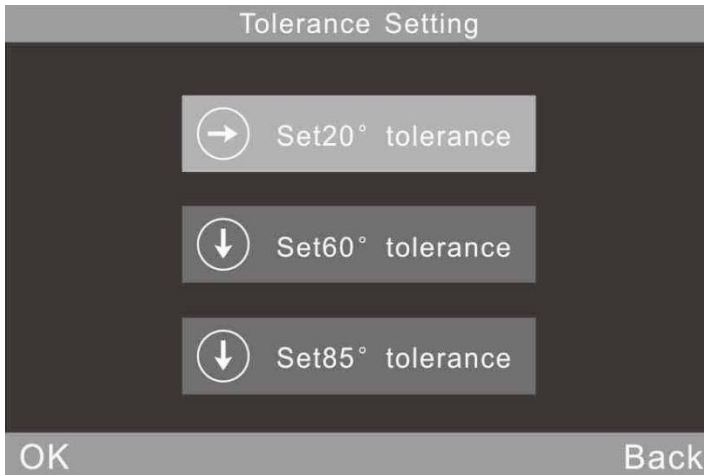 Tolerance Setting
Set20° tolerance
Set60° tolerance
Set85° tolerance
OK Back